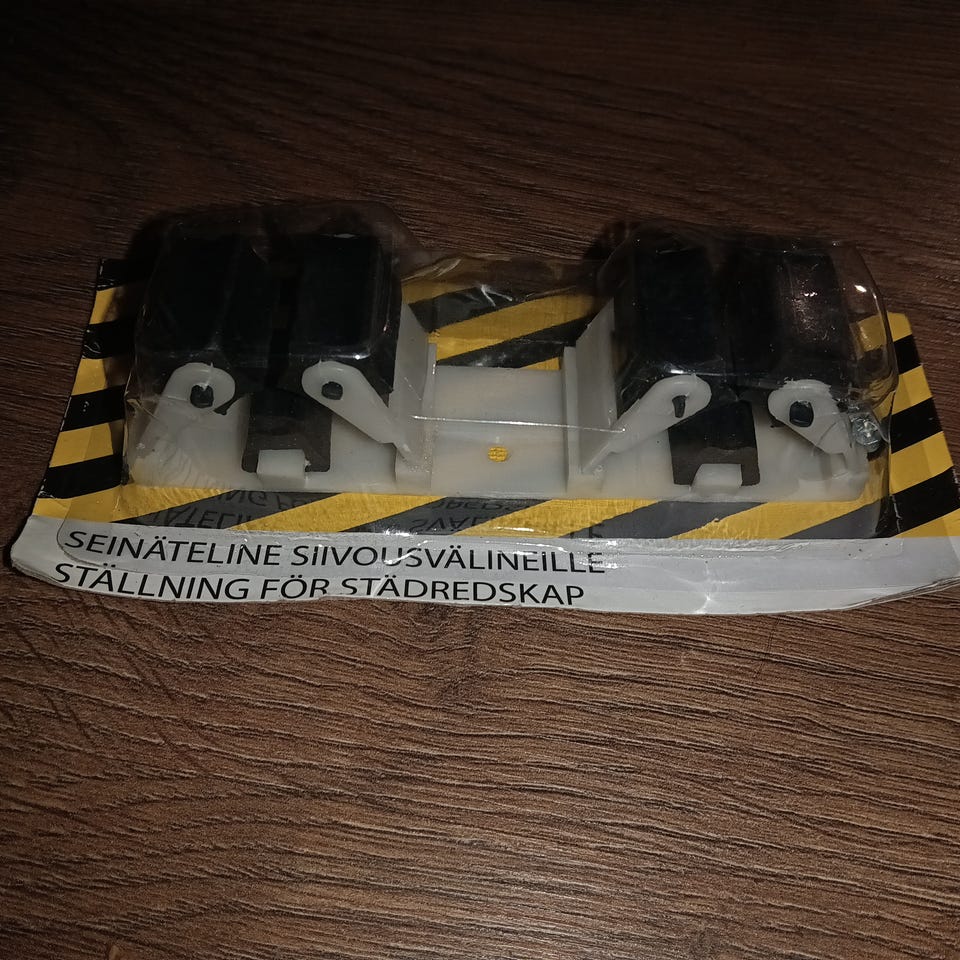 SEINÄTELINE SIIVOUSVÄLINEILLE
STÄLLNING FÖR STÄDREDSKAP